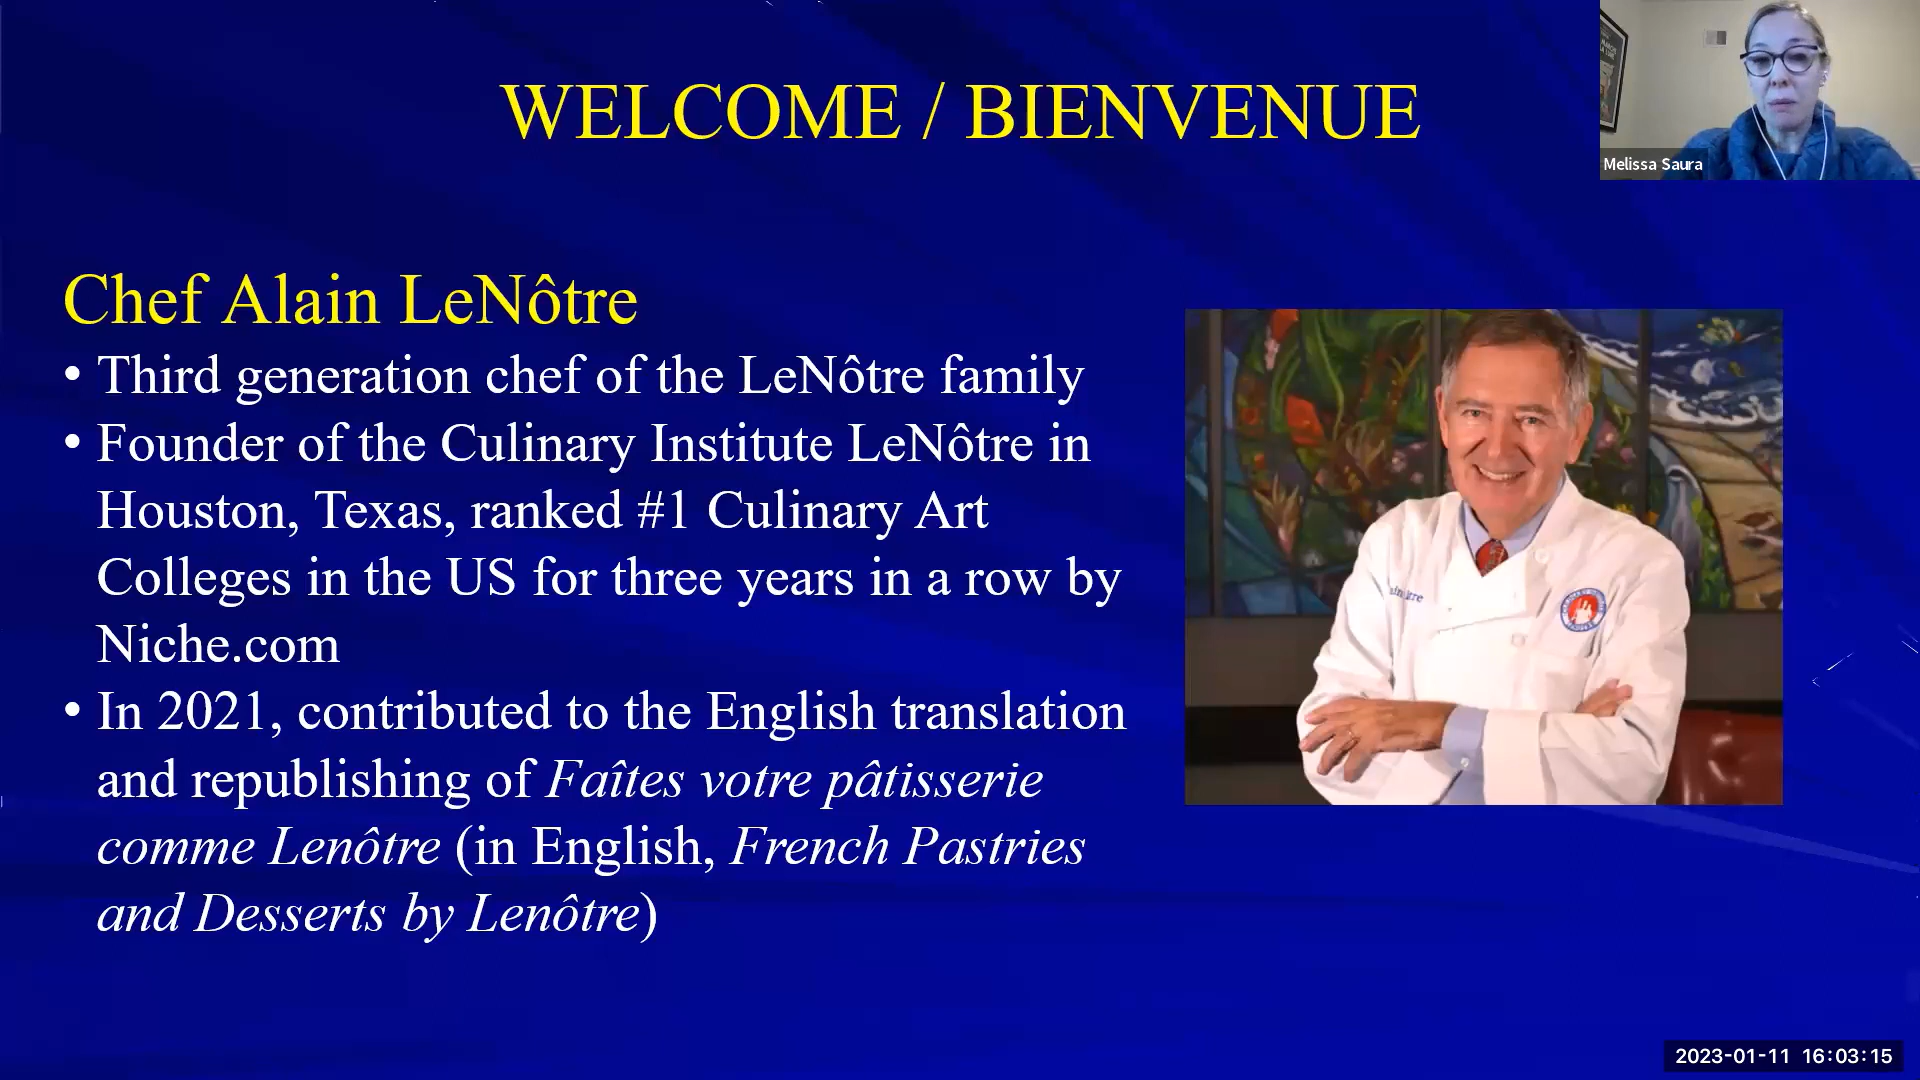 WELCOME / BIENVENUE
Melissa Saura
Chef Alain LeNôtre
• Third generation chef of the LeNôtre family
• Founder of the Culinary Institute LeNôtre in
Houston, Texas, ranked #1 Culinary Art
Colleges in the US for three years in a row by
Niche.com
• In 2021, contributed to the English translation
and republishing of Faîtes votre pâtisserie
comme Lenôtre (in English, French Pastries
and Desserts by Lenôtre)
2023-01-11 16:03:15